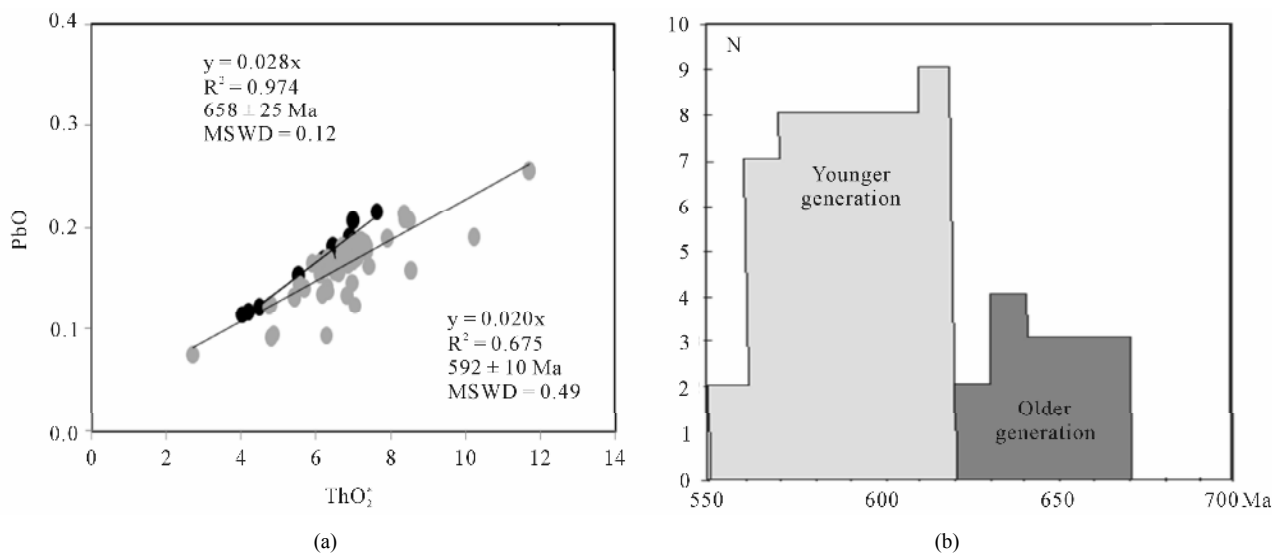 0.4
y = 0.028x
R² = 0.974
658 ± 25 Ma
MSWD = 0.12
0.3
PbO
0.2
0.1
y = 0.020x
R² = 0.675
592 ± 10 Ma
MSWD = 0.49
0.0
0 2 4 6 8 10 12 14
ThO₂*
(a)
10
N
9
8
7
Younger
generation
6
5
4
3
2
Older
generation
1
0
550 600 650 700 Ma
(b)